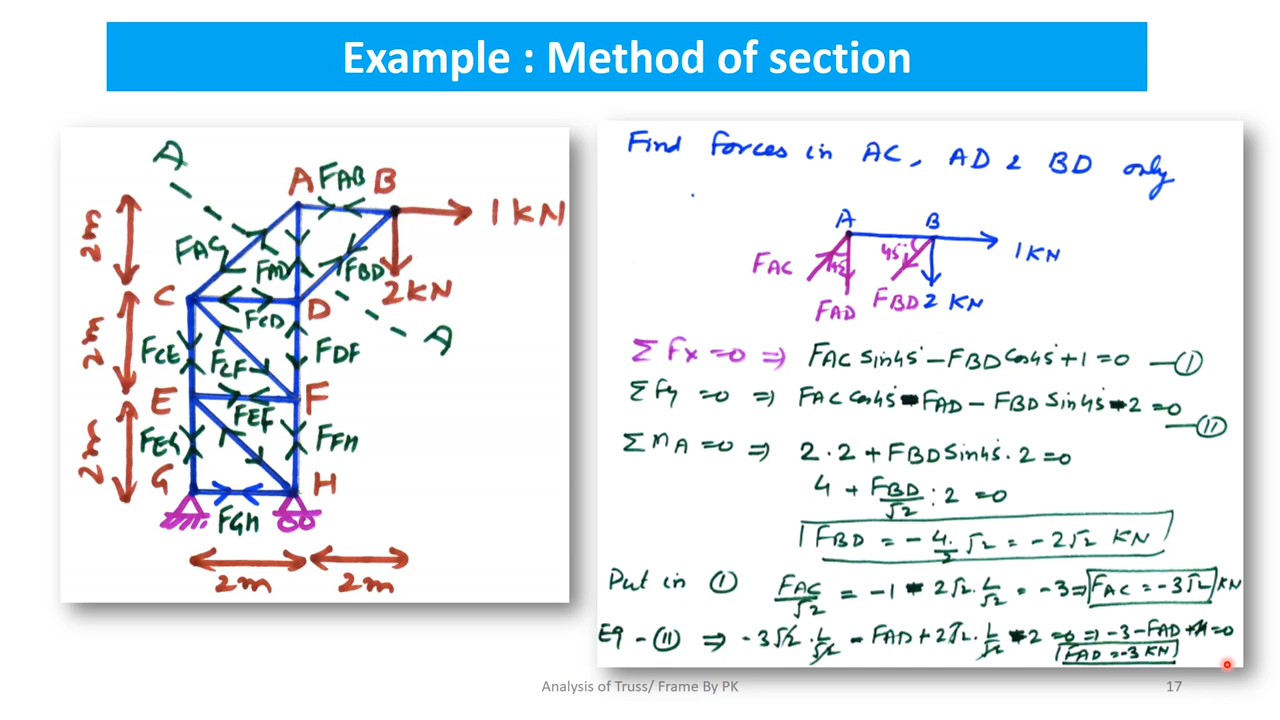 Example : Method of section
A
A FAB B
1 KN
2m
FAC
FAD
FBD
2 KN
C
D
FCD
A
2m
FCE
FCF
FDF
E
F
FEF
2m
FEG
FFH
G
H
FGH
2m
2m
Find forces in AC, AD & BD only
A
B
1 KN
FAC
45°
45°
FAD
FBD
2 KN
ΣFx =0 ⇒ FAC Sin45° - FBD Cos45° + 1 = 0 — (I)
ΣFy =0 ⇒ FAC Cos45° - FAD - FBD Sin45° - 2 = 0
— (II)
ΣMA =0 ⇒ 2.2 + FBD Sin45°. 2 = 0
4 + FBD/√2 . 2 = 0
FBD = - 4/2 √2 = - 2√2 KN
Put in (I) FAC/√2 = -1 - 2√2 . 1/√2 = -3 ⇒ FAC = -3√2 KN
Eq - (II) ⇒ -3√2 . 1/√2 - FAD + 2√2 . 1/√2 - 2 = 0 ⇒ -3 - FAD = 0
FAD = -3 KN
Analysis of Truss/ Frame By PK
17